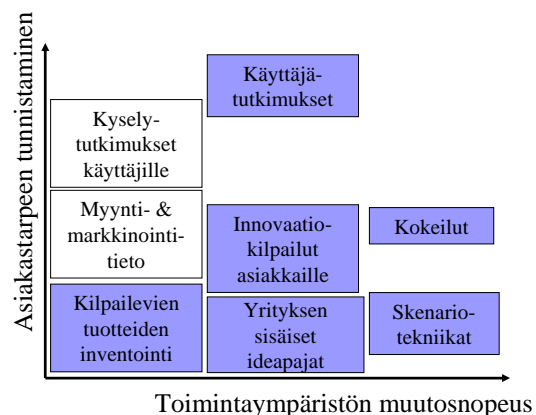 Asiakastarpeen tunnistaminen
Käyttäjä-
tutkimukset
Kysely-
tutkimukset
käyttäjille
Myynti- &
markkinointi-
tieto
Innovaatio-
kilpailut
asiakkaille
Kokeilut
Kilpailevien
tuotteiden
inventointi
Yrityksen
sisäiset
ideapajat
Skenario-
tekniikat
Toimintaympäristön muutosnopeus